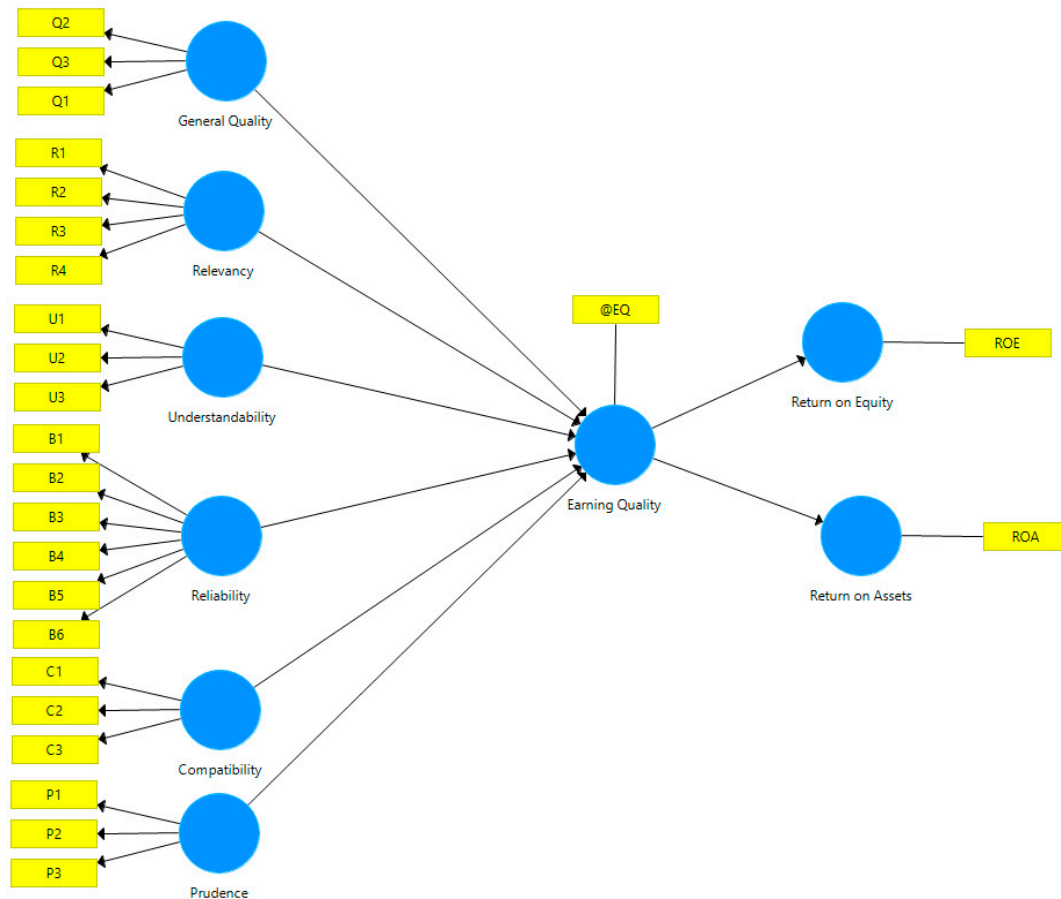 Q2
Q3
Q1
General Quality
R1
R2
R3
R4
Relevancy
U1
U2
U3
Understandability
B1
B2
B3
B4
B5
B6
Reliability
C1
C2
C3
Compatibility
P1
P2
P3
Prudence
@EQ
Earning Quality
ROE
Return on Equity
ROA
Return on Assets